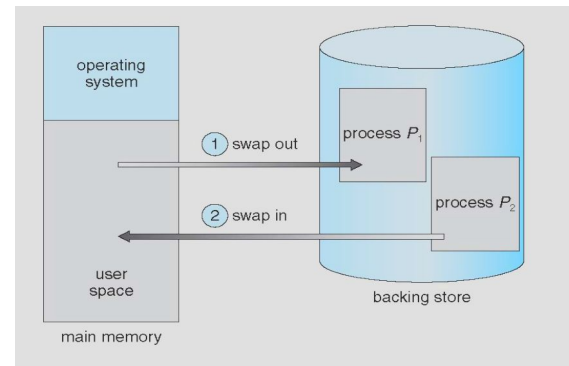 operating
system
1 swap out
process P₁
process P₂
2 swap in
user
space
backing store
main memory